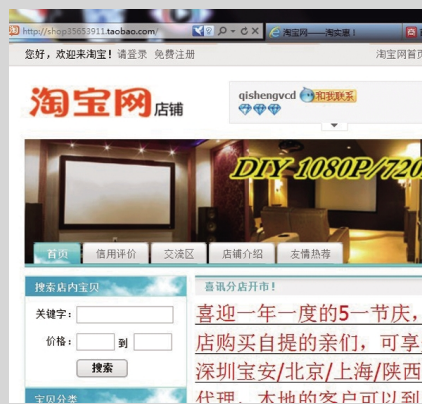 http://shop35653911.taobao.com/
淘宝网——淘实惠！
您好，欢迎来淘宝！ 请登录 免费注册
淘宝网首页
淘宝网店铺
qishengvcd 和我联系
DIY 1080P/720
首页 信用评价 交流区 店铺介绍 友情热荐
搜索店内宝贝
喜讯分店开市！
关键字：
价格： 到
搜索
喜迎一年一度的5一节庆，
店购买自提的亲们，可享
深圳宝安/北京/上海/陕西
代理，本地的客户可以到
宝贝分类